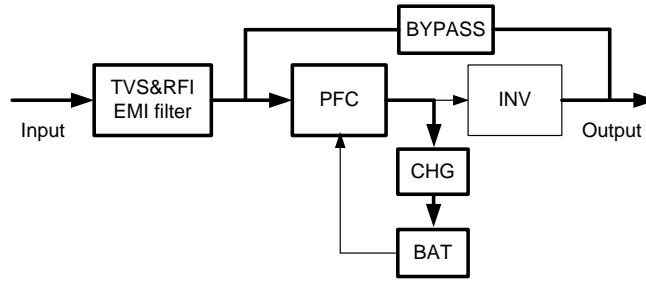 BYPASS
TVS&RFI
EMI filter
PFC
INV
Input
Output
CHG
BAT